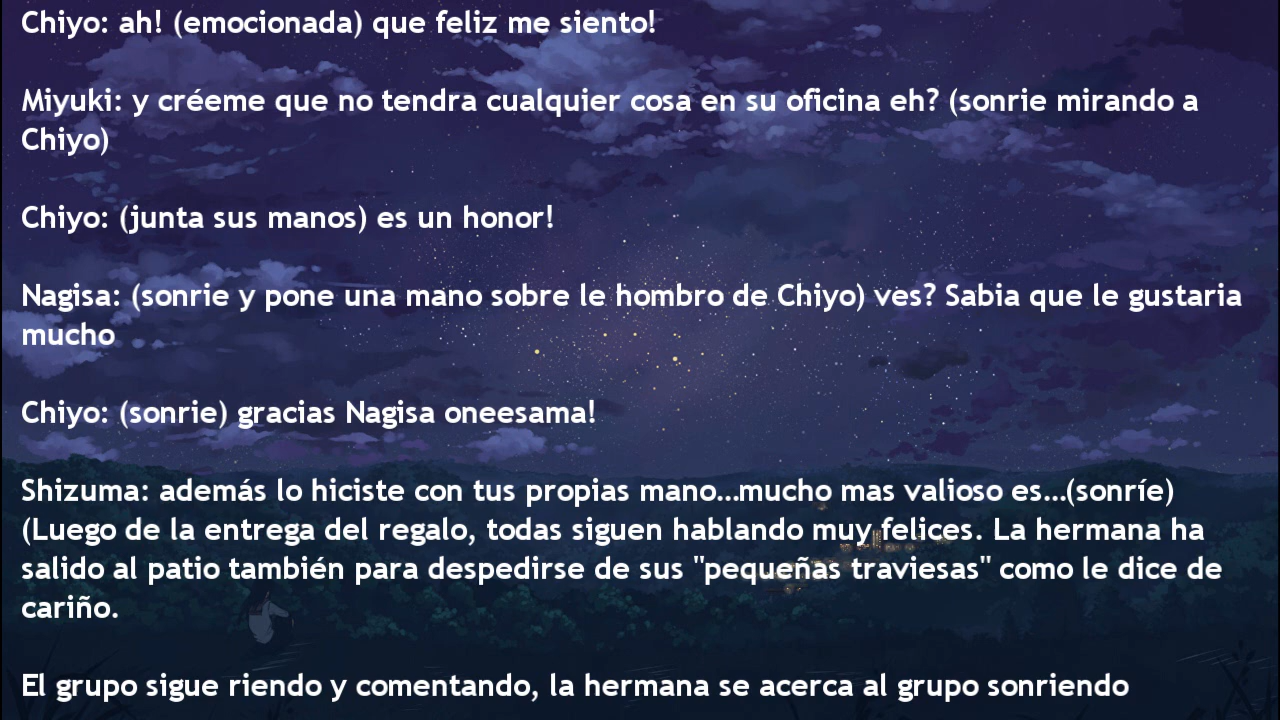 Chiyo: ah! (emocionada) que feliz me siento!
Miyuki: y créeme que no tendra cualquier cosa en su oficina eh? (sonrie mirando a
Chiyo)
Chiyo: (junta sus manos) es un honor!
Nagisa: (sonrie y pone una mano sobre le hombro de Chiyo) ves? Sabia que le gustaria
mucho
Chiyo: (sonrie) gracias Nagisa oneesama!
Shizuma: además lo hiciste con tus propias mano...mucho mas valioso es...(sonríe)
(Luego de la entrega del regalo, todas siguen hablando muy felices. La hermana ha
salido al patio también para despedirse de sus "pequeñas traviesas" como le dice de
cariño.
El grupo sigue riendo y comentando, la hermana se acerca al grupo sonriendo